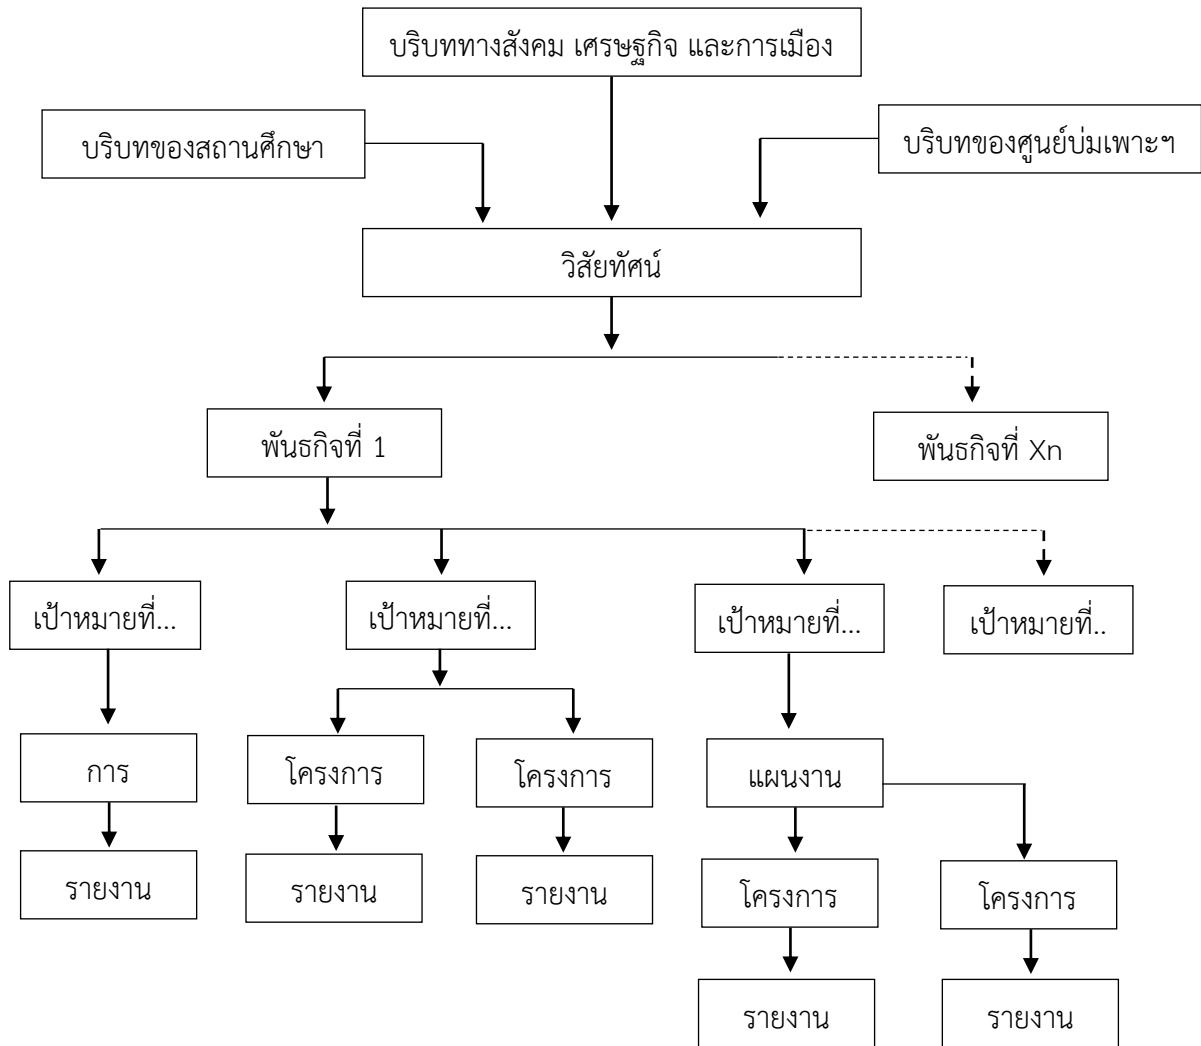 บริบททางสังคม เศรษฐกิจ และการเมือง
บริบทของสถานศึกษา
บริบทของศูนย์บ่มเพาะฯ
วิสัยทัศน์
พันธกิจที่ 1
พันธกิจที่ Xn
เป้าหมายที่...
เป้าหมายที่...
เป้าหมายที่...
เป้าหมายที่..
การ
โครงการ
โครงการ
แผนงาน
รายงาน
รายงาน
รายงาน
โครงการ
โครงการ
รายงาน
รายงาน